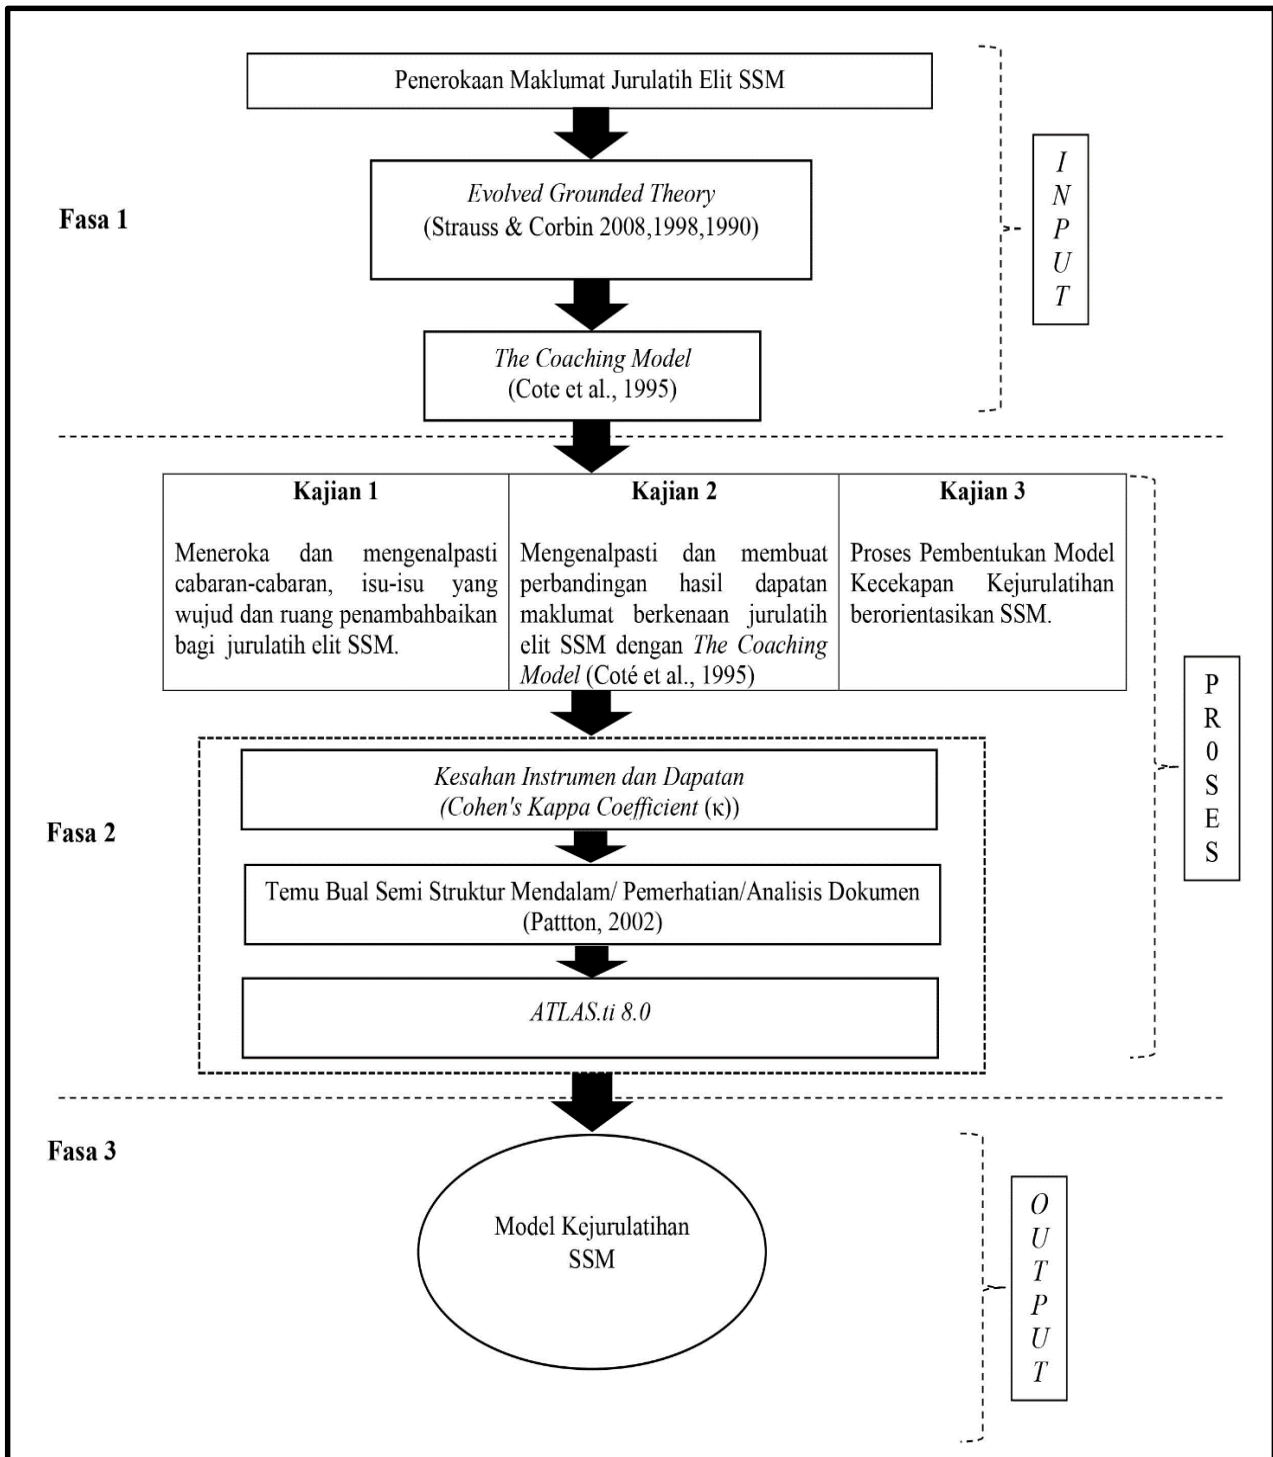 Penerokaan Maklumat Jurulatih Elit SSM
Fasa 1
Evolved Grounded Theory
(Strauss & Corbin 2008,1998,1990)
The Coaching Model
(Cote et al., 1995)
I
N
P
U
T
Kajian 1
Meneroka dan mengenalpasti
cabaran-cabaran, isu-isu yang
wujud dan ruang penambahbaikan
bagi jurulatih elit SSM.
Kajian 2
Mengenalpasti dan membuat
perbandingan hasil dapatan
maklumat berkenaan jurulatih
elit SSM dengan The Coaching
Model (Coté et al., 1995)
Kajian 3
Proses Pembentukan Model
Kecekapan Kejurulatihan
berorientasikan SSM.
Fasa 2
Kesahan Instrumen dan Dapatan
(Cohen's Kappa Coefficient (κ))
Temu Bual Semi Struktur Mendalam/ Pemerhatian/Analisis Dokumen
(Pattton, 2002)
ATLAS.ti 8.0
P
R
0
S
E
S
Fasa 3
Model Kejurulatihan
SSM
O
U
T
P
U
T